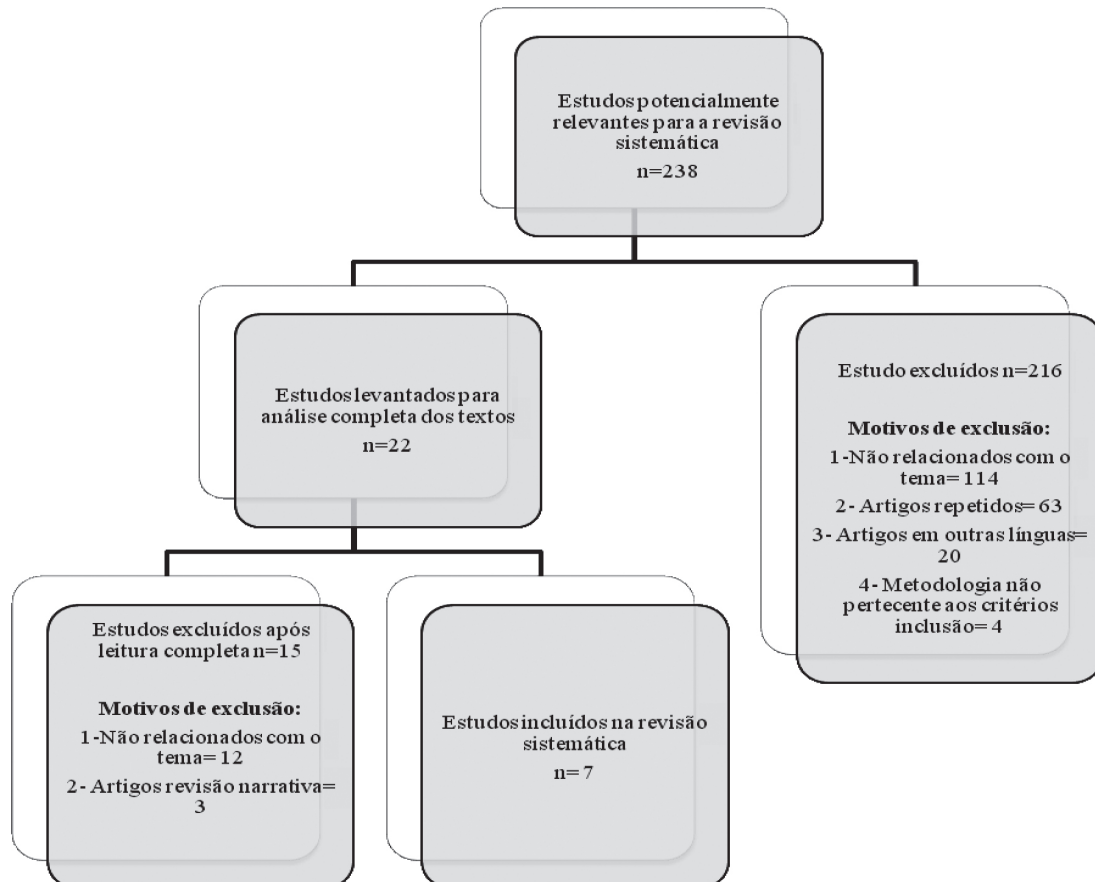 Estudos potencialmente
relevantes para a revisão
sistemática
n=238
Estudos levantados para
análise completa dos textos
n=22
Estudo excluídos n=216
Motivos de exclusão:
1-Não relacionados com o
tema= 114
2- Artigos repetidos= 63
3- Artigos em outras línguas=
20
4- Metodologia não
pertecente aos critérios
inclusão= 4
Estudos excluídos após
leitura completa n=15
Motivos de exclusão:
1-Não relacionados com o
tema= 12
2- Artigos revisão narrativa=
3
Estudos incluídos na revisão
sistemática
n= 7